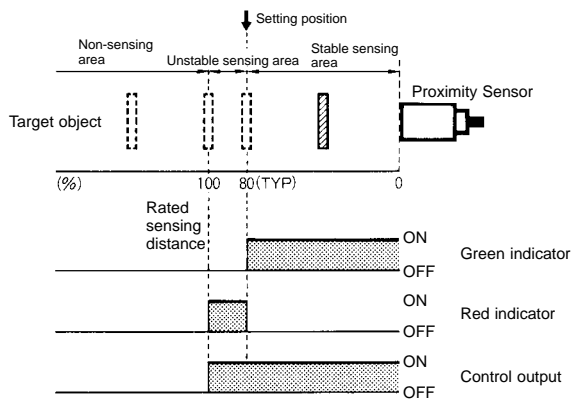 Setting position
Non-sensing
area
Unstable sensing area
Stable sensing
area
Proximity Sensor
Target object
(%)
100
80(TYP)
0
Rated
sensing
distance
ON
OFF
Green indicator
ON
OFF
Red indicator
ON
OFF
Control output